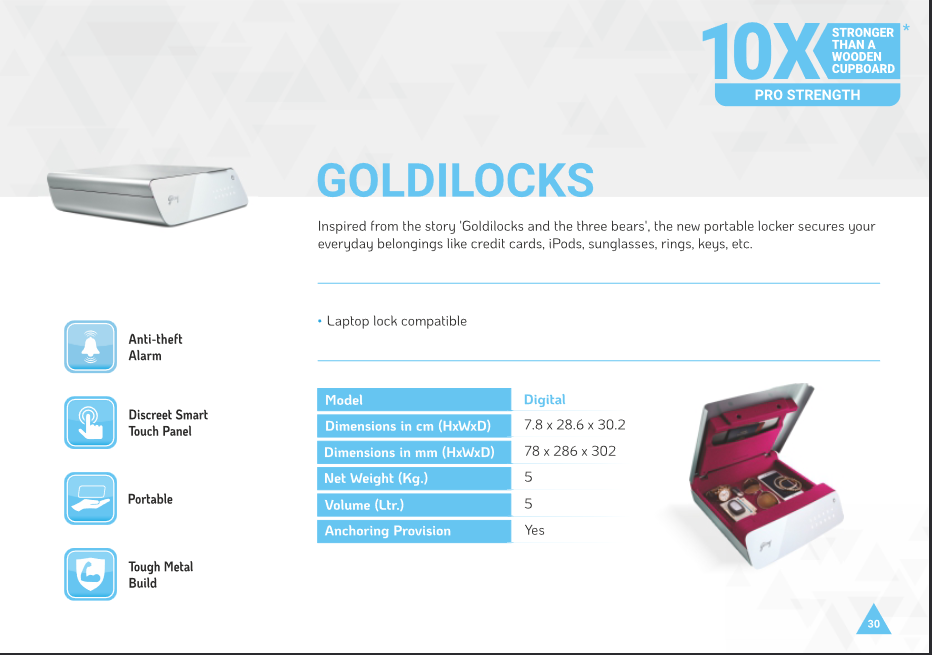 10X
STRONGER
THAN A
WOODEN
CUPBOARD
*
PRO STRENGTH
GOLDILOCKS
Inspired from the story 'Goldilocks and the three bears', the new portable locker secures your
everyday belongings like credit cards, iPods, sunglasses, rings, keys, etc.
• Laptop lock compatible
Anti-theft
Alarm
Discreet Smart
Touch Panel
Portable
Tough Metal
Build
Model Digital
Dimensions in cm (HxWxD) 7.8 x 28.6 x 30.2
Dimensions in mm (HxWxD) 78 x 286 x 302
Net Weight (Kg.) 5
Volume (Ltr.) 5
Anchoring Provision Yes
30